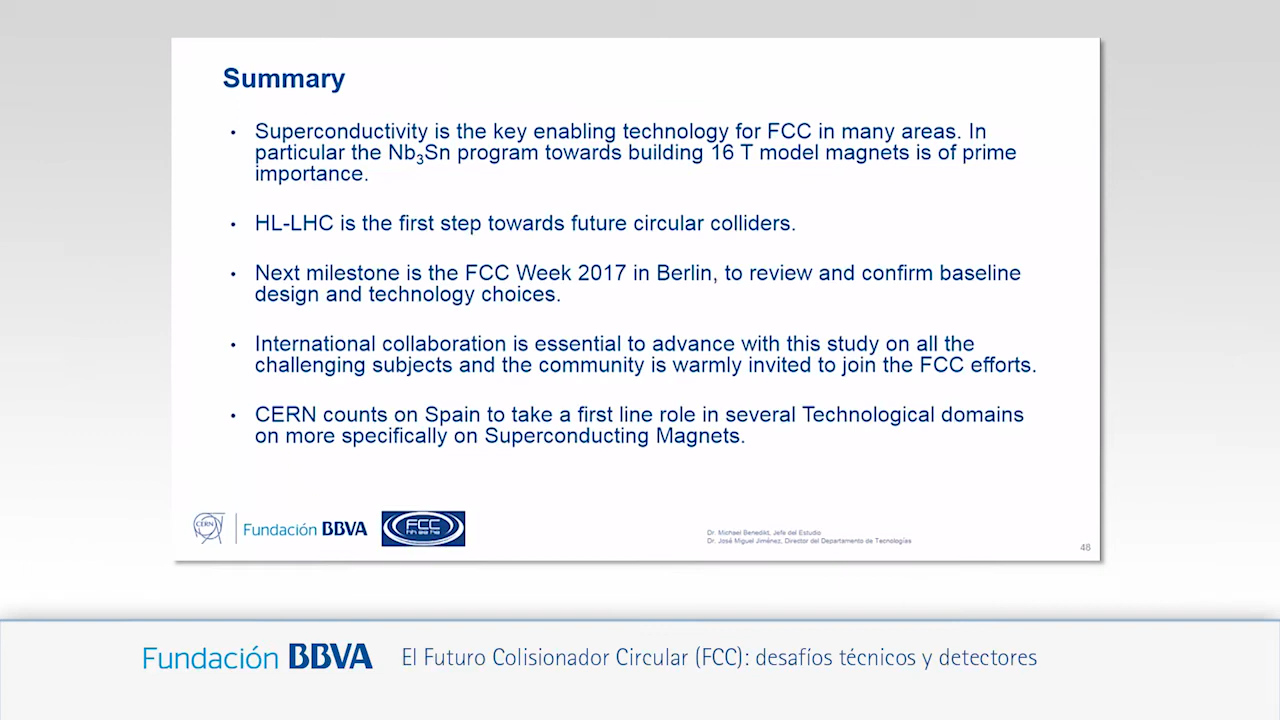 Summary
• Superconductivity is the key enabling technology for FCC in many areas. In
particular the Nb₃Sn program towards building 16 T model magnets is of prime
importance.
• HL-LHC is the first step towards future circular colliders.
• Next milestone is the FCC Week 2017 in Berlin, to review and confirm baseline
design and technology choices.
• International collaboration is essential to advance with this study on all the
challenging subjects and the community is warmly invited to join the FCC efforts.
• CERN counts on Spain to take a first line role in several Technological domains
on more specifically on Superconducting Magnets.
CERN
Fundación BBVA
FCC
hh ee he
Dr. Michael Benedikt, Jefe del Estudio
Dr. José Miguel Jiménez, Director del Departamento de Tecnologías
48
Fundación BBVA
El Futuro Colisionador Circular (FCC): desafíos técnicos y detectores